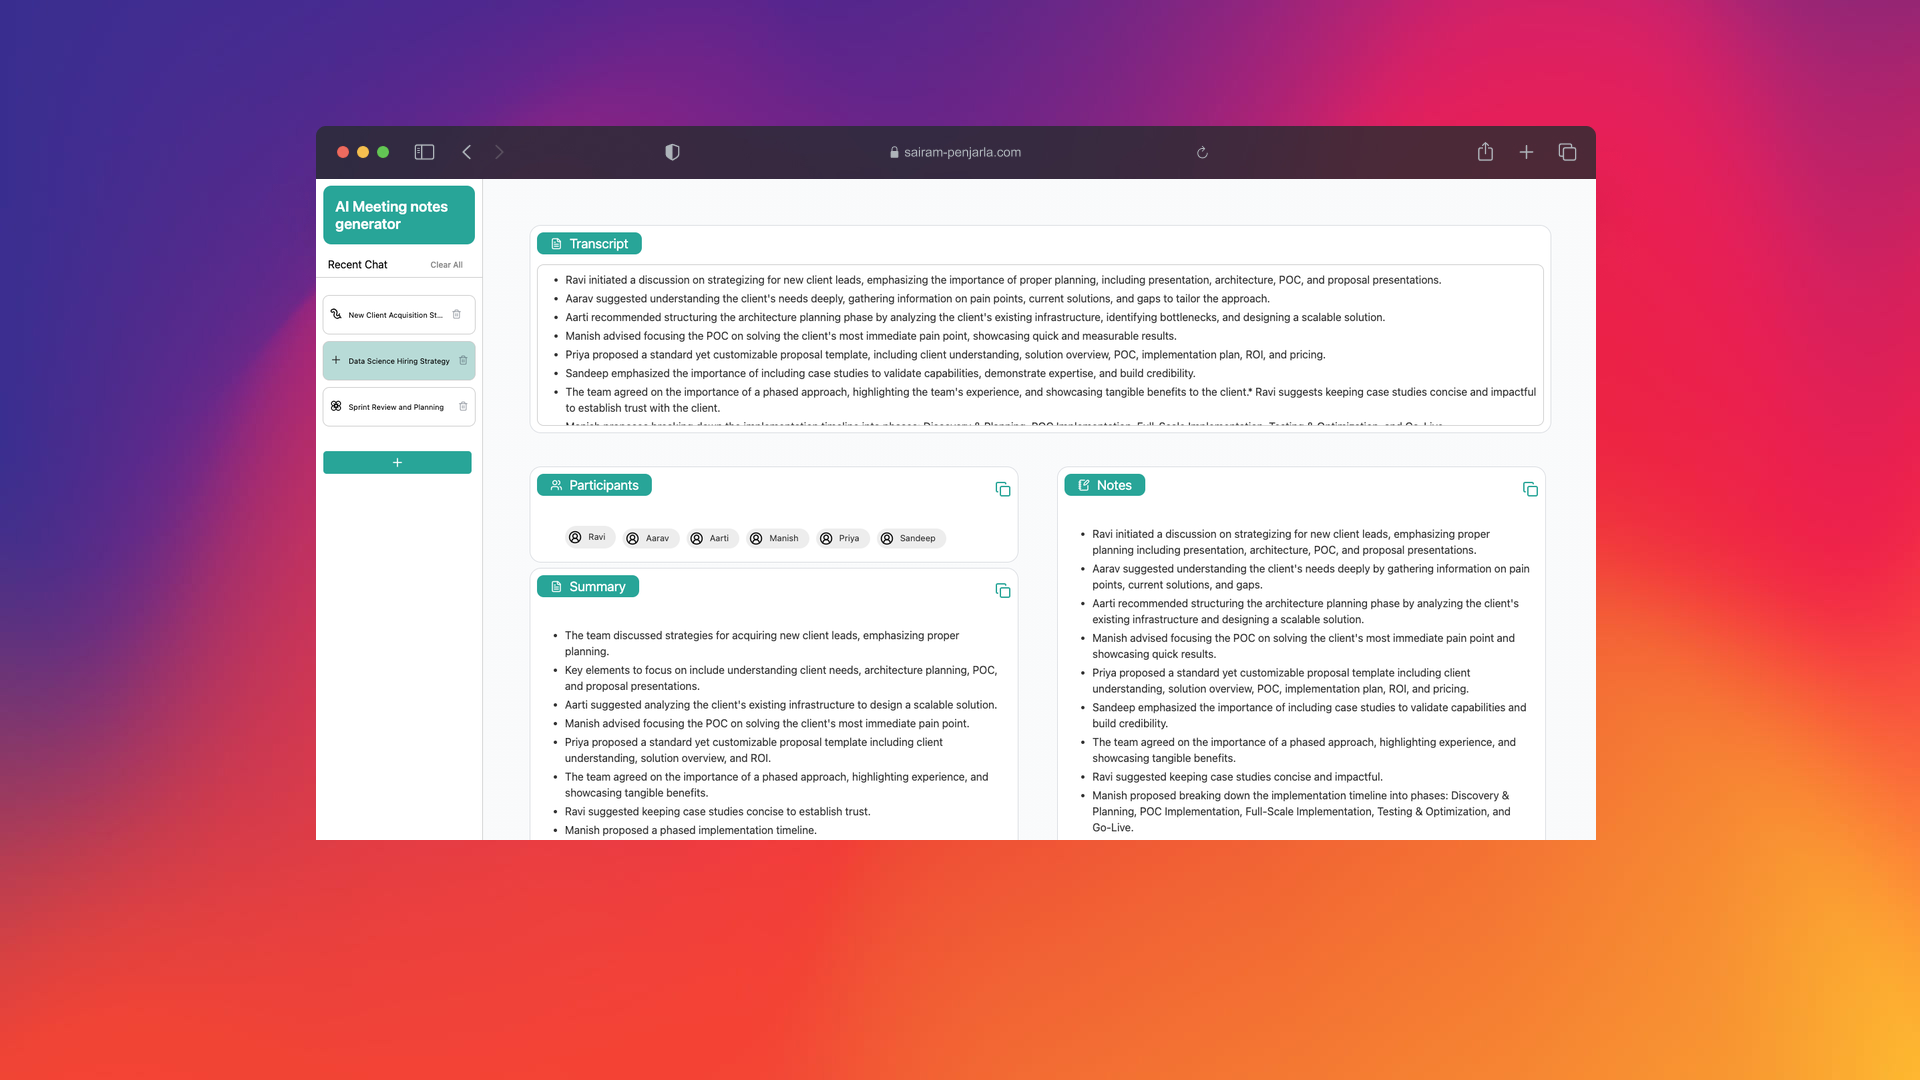 sairam-penjarla.com
AI Meeting notes
generator
Recent Chat
Clear All
New Client Acquisition St...
Data Science Hiring Strategy
Sprint Review and Planning
Transcript
• Ravi initiated a discussion on strategizing for new client leads, emphasizing the importance of proper planning, including presentation, architecture, POC, and proposal presentations.
• Aarav suggested understanding the client's needs deeply, gathering information on pain points, current solutions, and gaps to tailor the approach.
• Aarti recommended structuring the architecture planning phase by analyzing the client's existing infrastructure, identifying bottlenecks, and designing a scalable solution.
• Manish advised focusing the POC on solving the client's most immediate pain point, showcasing quick and measurable results.
• Priya proposed a standard yet customizable proposal template, including client understanding, solution overview, POC, implementation plan, ROI, and pricing.
• Sandeep emphasized the importance of including case studies to validate capabilities, demonstrate expertise, and build credibility.
• The team agreed on the importance of a phased approach, highlighting the team's experience, and showcasing tangible benefits to the client.* Ravi suggests keeping case studies concise and impactful
to establish trust with the client.
Manish proposes breaking down the implementation timeline into phases: Discovery & Planning, POC Implementation, Full-Scale Implementation, Testing & Optimization, and Go-Live.
Participants
Ravi
Aarav
Aarti
Manish
Priya
Sandeep
Summary
• The team discussed strategies for acquiring new client leads, emphasizing proper
planning.
• Key elements to focus on include understanding client needs, architecture planning, POC,
and proposal presentations.
• Aarti suggested analyzing the client's existing infrastructure to design a scalable solution.
• Manish advised focusing the POC on solving the client's most immediate pain point.
• Priya proposed a standard yet customizable proposal template including client
understanding, solution overview, and ROI.
• The team agreed on the importance of a phased approach, highlighting experience, and
showcasing tangible benefits.
• Ravi suggested keeping case studies concise to establish trust.
• Manish proposed a phased implementation timeline.
Notes
• Ravi initiated a discussion on strategizing for new client leads, emphasizing proper
planning including presentation, architecture, POC, and proposal presentations.
• Aarav suggested understanding the client's needs deeply by gathering information on pain
points, current solutions, and gaps.
• Aarti recommended structuring the architecture planning phase by analyzing the client's
existing infrastructure and designing a scalable solution.
• Manish advised focusing the POC on solving the client's most immediate pain point and
showcasing quick results.
• Priya proposed a standard yet customizable proposal template including client
understanding, solution overview, POC, implementation plan, ROI, and pricing.
• Sandeep emphasized the importance of including case studies to validate capabilities and
build credibility.
• The team agreed on the importance of a phased approach, highlighting experience, and
showcasing tangible benefits.
• Ravi suggested keeping case studies concise and impactful.
• Manish proposed breaking down the implementation timeline into phases: Discovery &
Planning, POC Implementation, Full-Scale Implementation, Testing & Optimization, and
Go-Live.